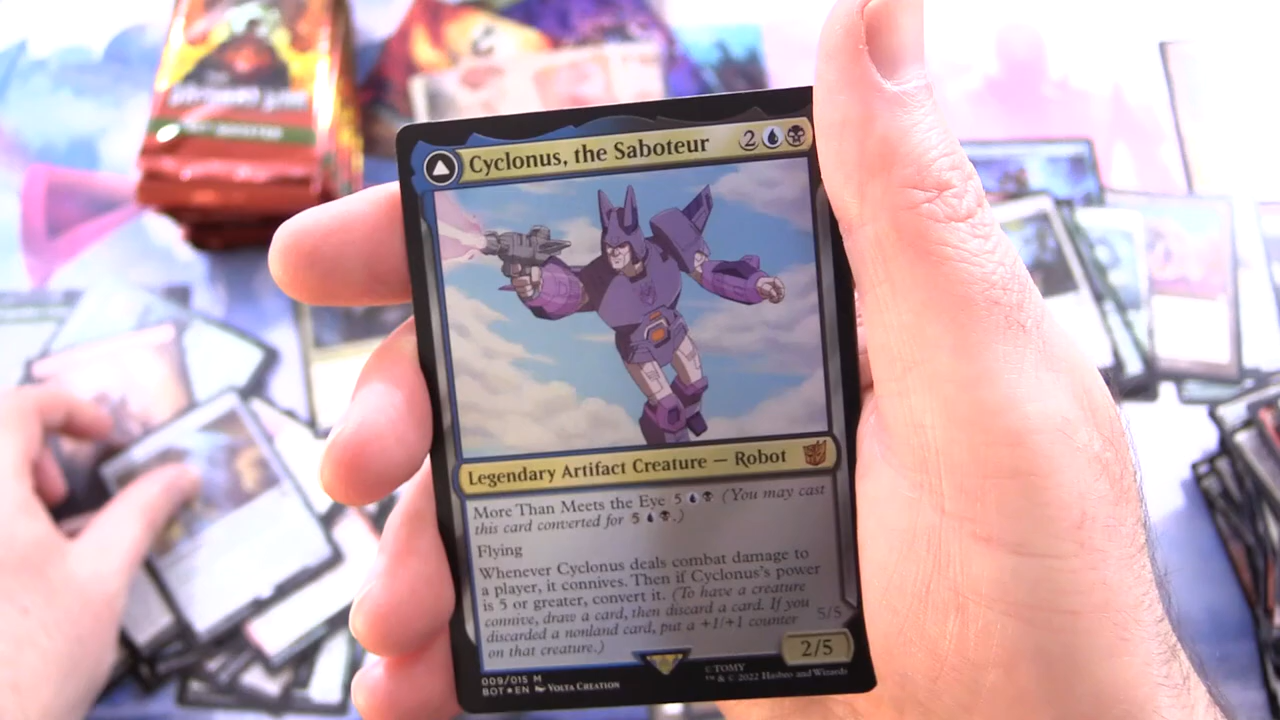 Cyclonus, the Saboteur 2
Legendary Artifact Creature — Robot
More Than Meets the Eye 5 (You may cast
this card converted for 5 .)
Flying
Whenever Cyclonus deals combat damage to
a player, it connives. Then if Cyclonus's power
is 5 or greater, convert it. (To have a creature
connive, draw a card, then discard a card. If you
discarded a nonland card, put a +1/+1 counter
on that creature.)
5/5
2/5
009/015 M
BOT★EN Volta Creation
©TOMY
™ & © 2022 Hasbro and Wizards